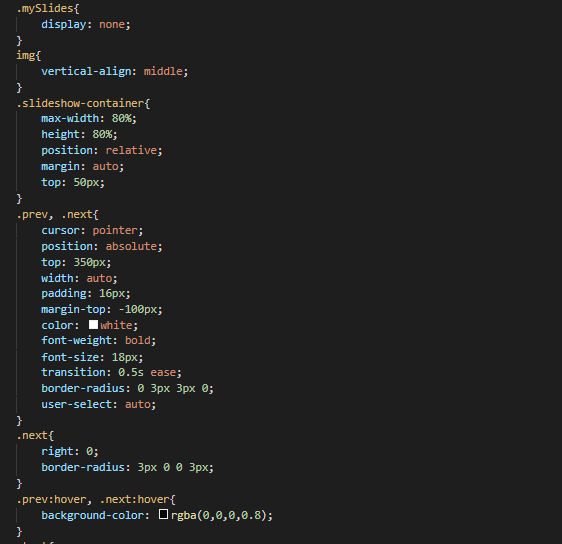 .mySlides{
    display: none;
}
img{
    vertical-align: middle;
}
.slideshow-container{
    max-width: 80%;
    height: 80%;
    position: relative;
    margin: auto;
    top: 50px;
}
.prev, .next{
    cursor: pointer;
    position: absolute;
    top: 350px;
    width: auto;
    padding: 16px;
    margin-top: -100px;
    color: white;
    font-weight: bold;
    font-size: 18px;
    transition: 0.5s ease;
    border-radius: 0 3px 3px 0;
    user-select: auto;
}
.next{
    right: 0;
    border-radius: 3px 0 0 3px;
}
.prev:hover, .next:hover{
    background-color: rgba(0,0,0,0.8);
}